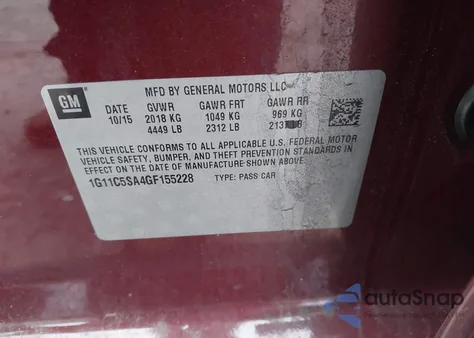 GM
MFD BY GENERAL MOTORS LLC
DATE GVWR GAWR FRT GAWR RR
10/15 2018 KG 1049 KG 969 KG
4449 LB 2312 LB
THIS VEHICLE CONFORMS TO ALL APPLICABLE U.S. FEDERAL MOTOR
VEHICLE SAFETY, BUMPER, AND THEFT PREVENTION STANDARDS IN
EFFECT ON THE DATE OF MANUFACTURE SHOWN ABOVE.
1G11C5SA4GF155228 TYPE: PASS CAR
autoSnap